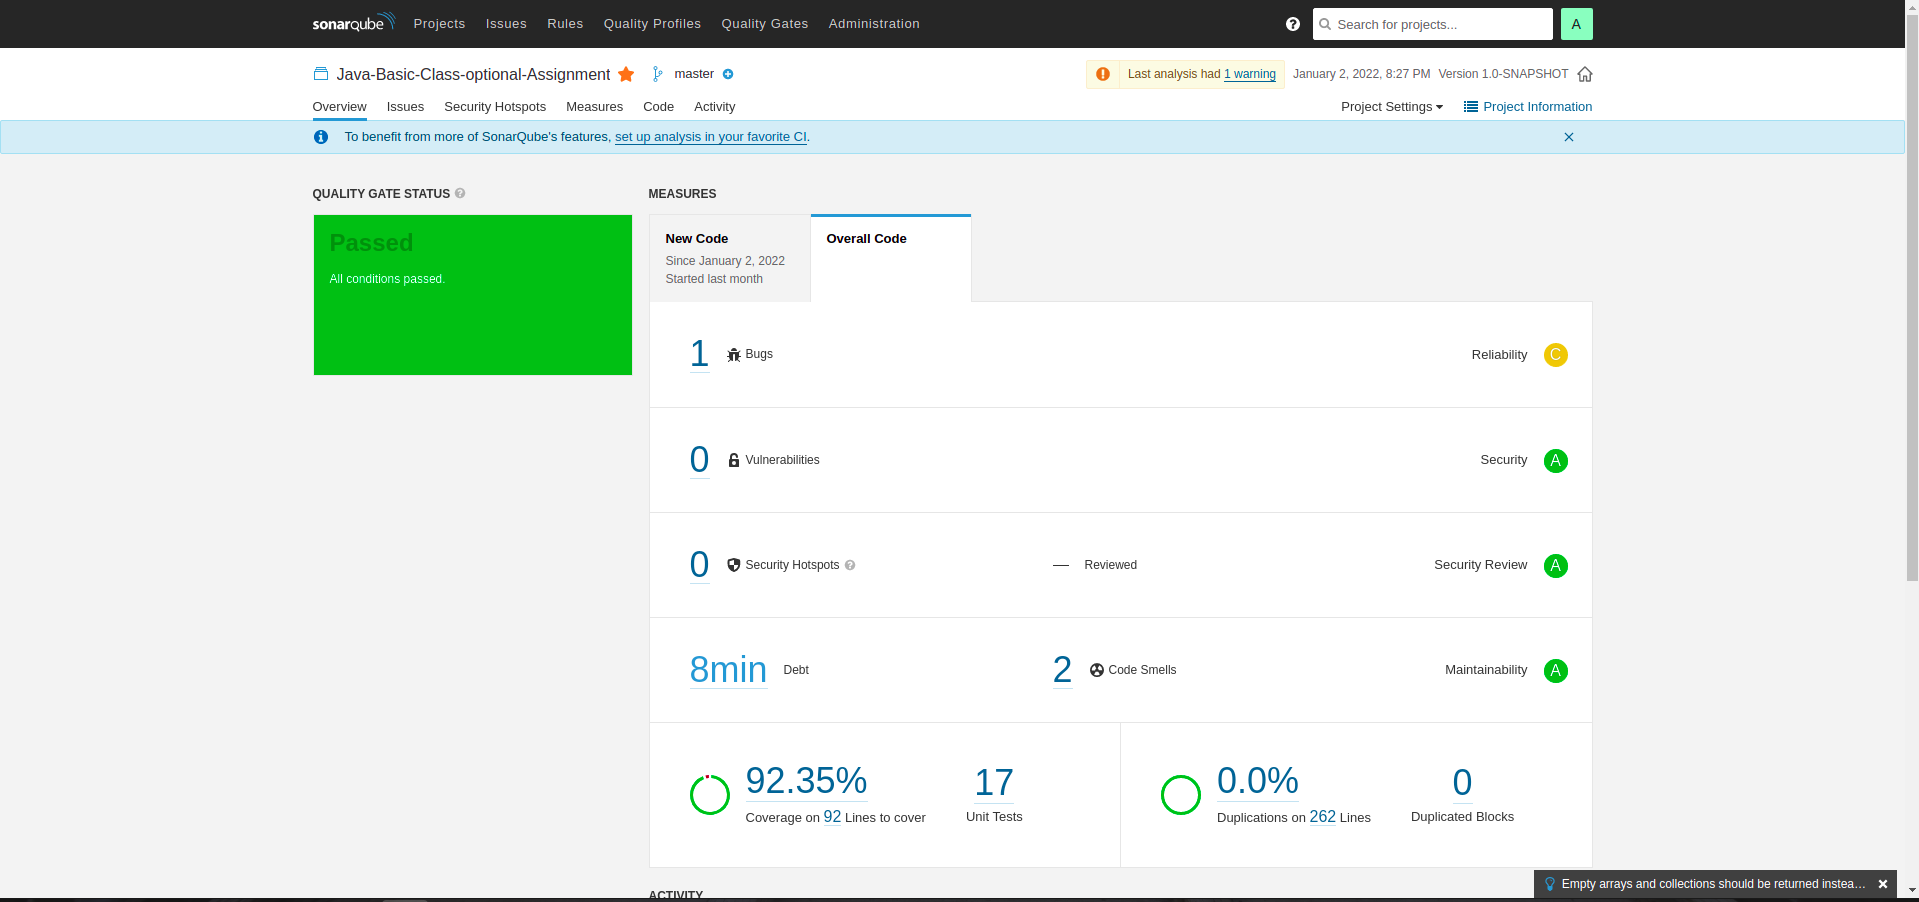 sonarqube Projects Issues Rules Quality Profiles Quality Gates Administration Search for projects... A
Java-Basic-Class-optional-Assignment master Last analysis had 1 warning January 2, 2022, 8:27 PM Version 1.0-SNAPSHOT
Overview Issues Security Hotspots Measures Code Activity Project Settings Project Information
To benefit from more of SonarQube's features, set up analysis in your favorite CI.
QUALITY GATE STATUS
Passed
All conditions passed.
MEASURES
New Code
Since January 2, 2022
Started last month
Overall Code
1 Bugs Reliability C
0 Vulnerabilities Security A
0 Security Hotspots — Reviewed Security Review A
8min Debt 2 Code Smells Maintainability A
92.35%
Coverage on 92 Lines to cover
17
Unit Tests
0.0%
Duplications on 262 Lines
0
Duplicated Blocks
ACTIVITY
Empty arrays and collections should be returned instea...